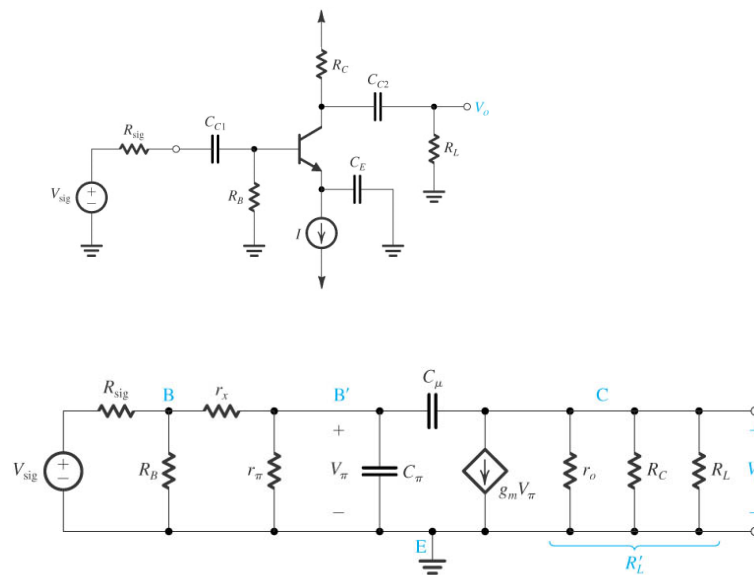 R_C
C_C2
V_o
C_C1
R_sig
R_L
C_E
V_sig
+
−
R_B
I
R_sig
B
r_x
B′
C_μ
C
V_sig
+
−
R_B
r_π
+
V_π
−
C_π
g_m V_π
r_o
R_C
R_L
+
V
−
E
R′_L